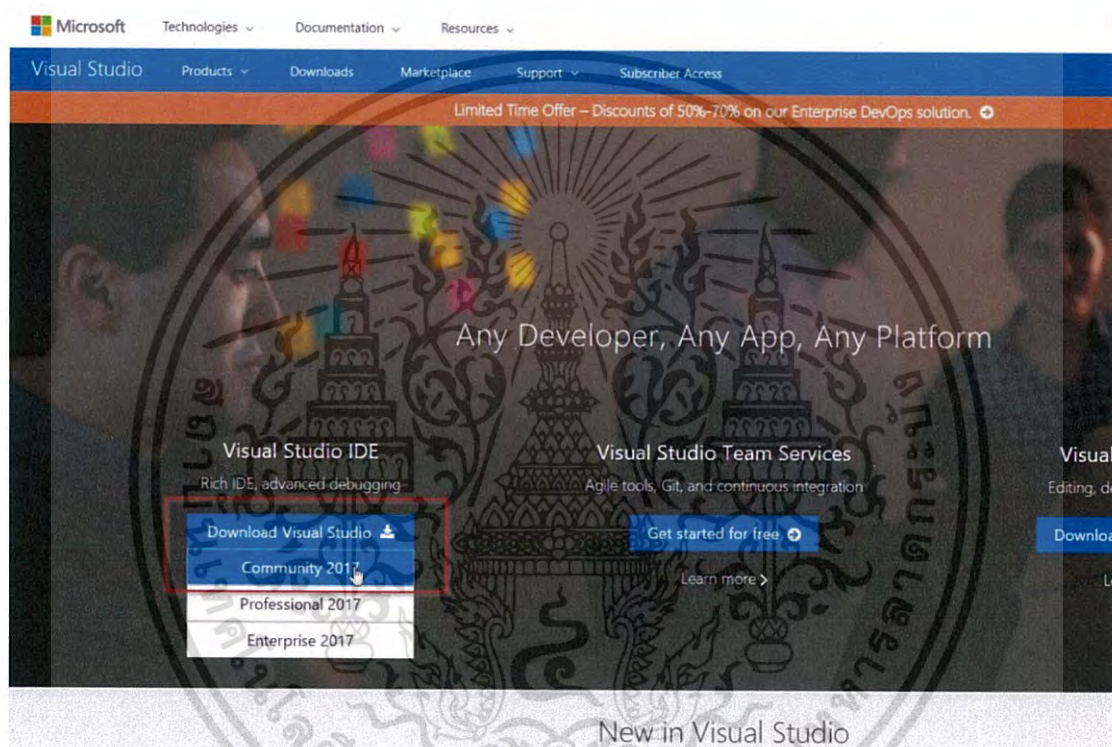 Microsoft Technologies Documentation Resources
Visual Studio Products Downloads Marketplace Support Subscriber Access
Limited Time Offer – Discounts of 50%-70% on our Enterprise DevOps solution.
Any Developer, Any App, Any Platform
Visual Studio IDE
Rich IDE, advanced debugging
Download Visual Studio
Community 2017
Professional 2017
Enterprise 2017
Visual Studio Team Services
Agile tools, Git, and continuous integration
Get started for free
Learn more
Visual
Editing, de
Downloa
New in Visual Studio